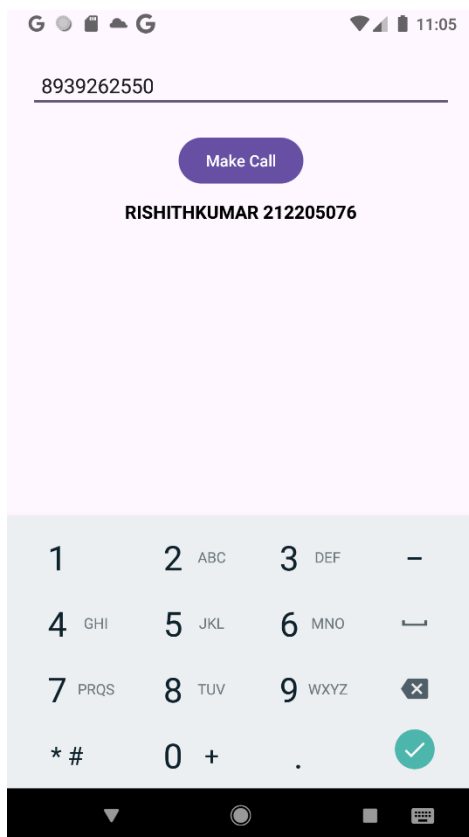 G G 11:05
8939262550
Make Call
RISHITHKUMAR 212205076
1 2 ABC 3 DEF –
4 GHI 5 JKL 6 MNO
7 PRQS 8 TUV 9 WXYZ
* # 0 + .